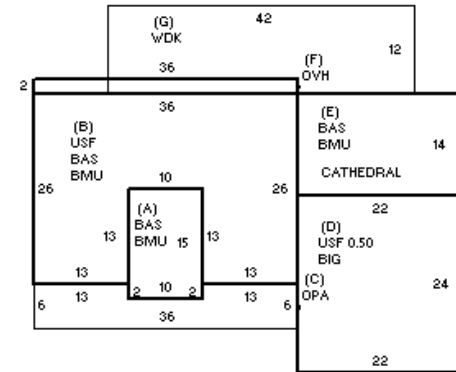 (G)
WDK
42
12
36
(F)
OVH
2
36
(B)
USF
BAS
BMU
(E)
BAS
BMU
14
CATHEDRAL
26
10
26
22
(A)
BAS
BMU 15
13
13
(D)
USF 0.50
BIG
13
13
24
(C)
OPA
2
10
2
13
13
6
6
36
22